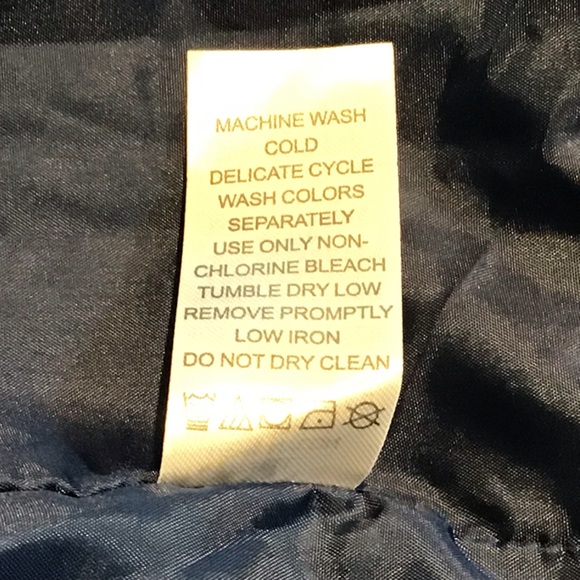 MACHINE WASH
COLD
DELICATE CYCLE
WASH COLORS
SEPARATELY
USE ONLY NON-
CHLORINE BLEACH
TUMBLE DRY LOW
REMOVE PROMPTLY
LOW IRON
DO NOT DRY CLEAN